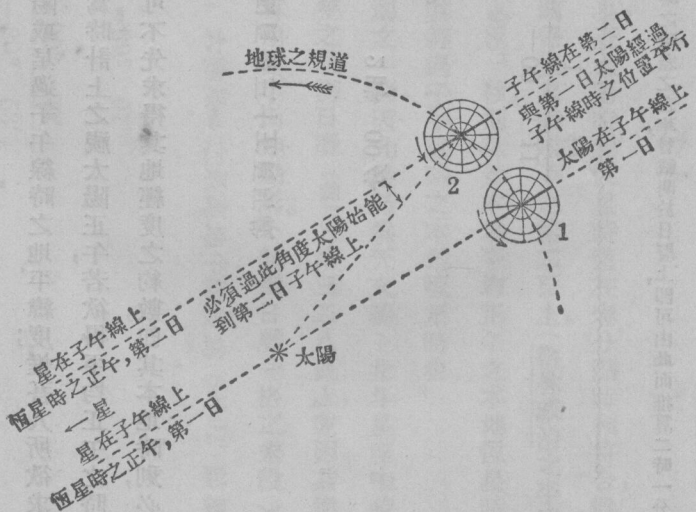 地球之規道
子午線在第二日
與第一日太陽經過
子午線時之位置平行
太陽在子午線上
第一日
2
1
必須過此角度太陽始能
到第二日子午線上
太陽
星在子午線上
恆星時之正午,第二日
←星
星在子午線上
恆星時之正午,第一日